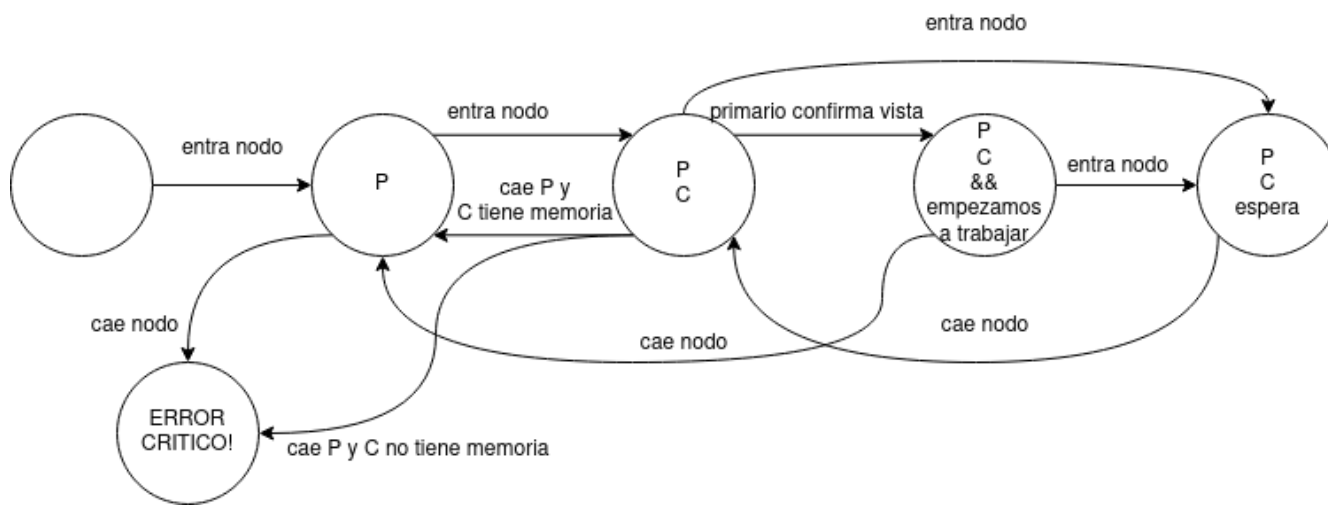 entra nodo
entra nodo
entra nodo
primario confirma vista
P
P
C
P
C
&&
empezamos
a trabajar
entra nodo
P
C
espera
cae P y
C tiene memoria
cae nodo
cae nodo
cae nodo
ERROR
CRITICO!
cae P y C no tiene memoria